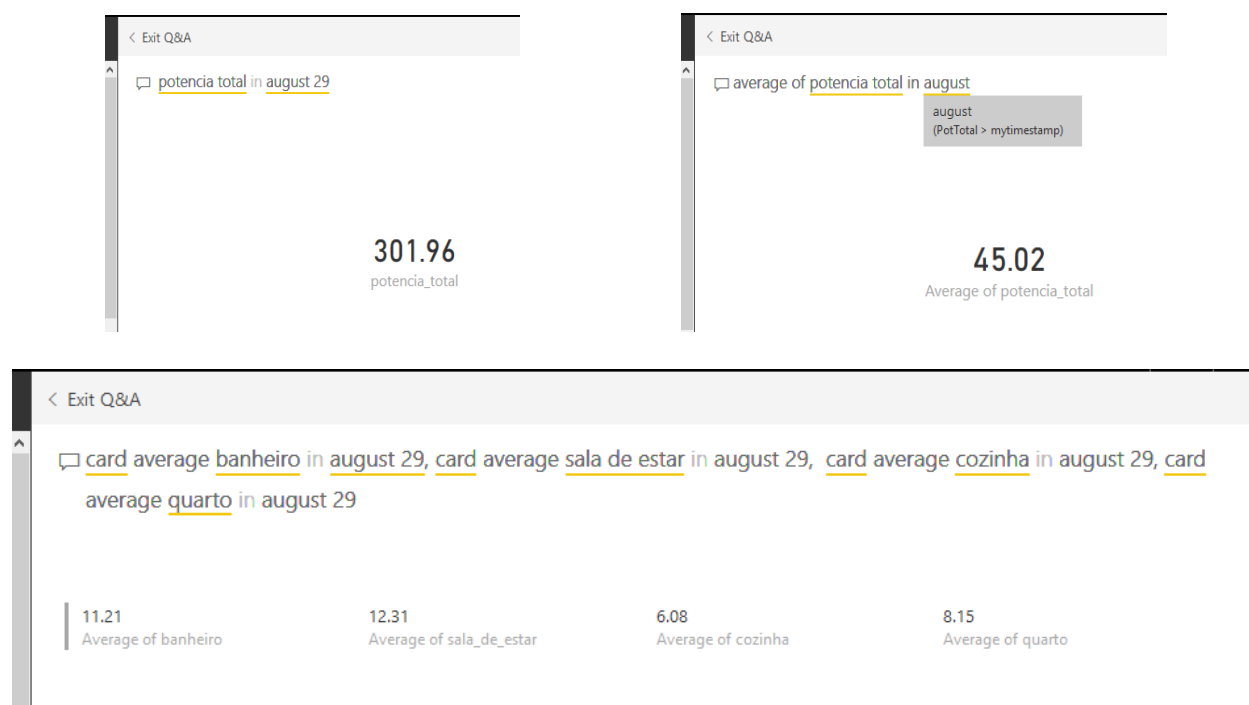 Exit Q&A
potencia total in august 29
301.96
potencia_total
Exit Q&A
average of potencia total in august
august
(PotTotal > mytimestamp)
45.02
Average of potencia_total
Exit Q&A
card average banheiro in august 29, card average sala de estar in august 29, card average cozinha in august 29, card
average quarto in august 29
11.21 12.31 6.08 8.15
Average of banheiro Average of sala_de_estar Average of cozinha Average of quarto